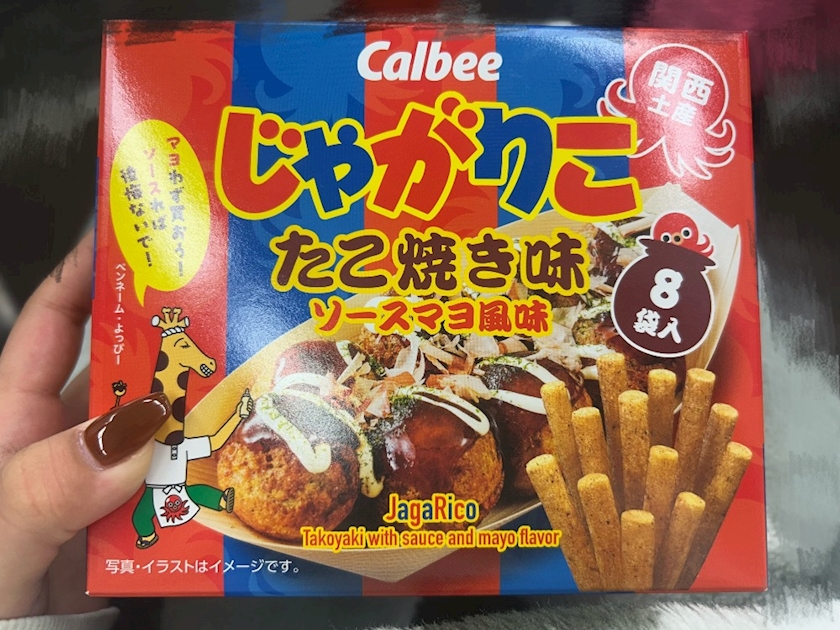 Calbee
関西
土産
じゃがりこ
たこ焼き味
ソースマヨ風味
マヨわず買おう!
ソースれば
後悔ないで!
ペンネーム・よっぴー
8
袋入
JagaRico
Takoyaki with sauce and mayo flavor
写真・イラストはイメージです。